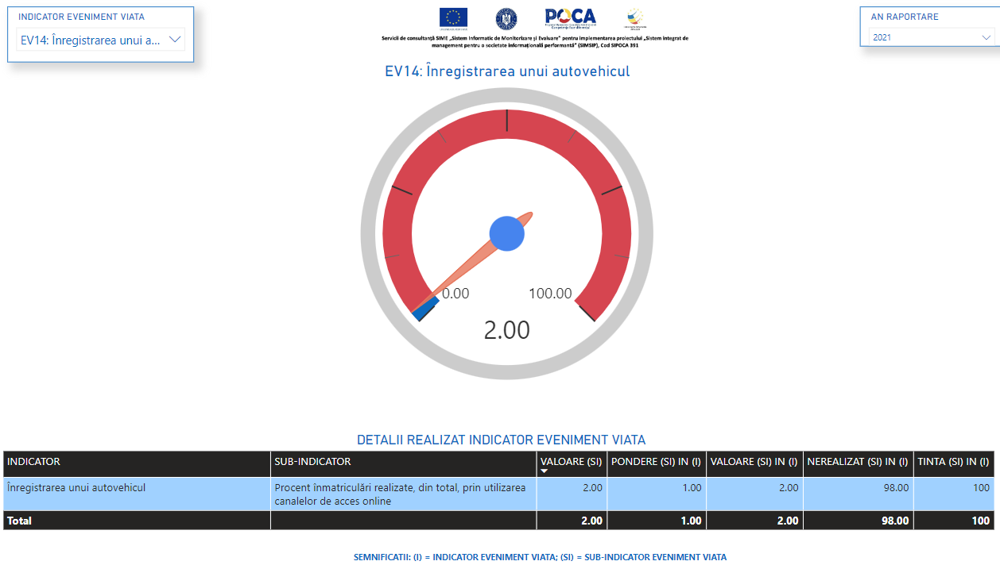 INDICATOR EVENIMENT VIATA
EV14: Înregistrarea unui a...
POCA
Servicii de consultanță SIME „Sistem Informatic de Monitorizare și Evaluare” pentru implementarea proiectului „Sistem integrat de
management pentru o societate informațională performantă” (SIMSIP), Cod SIPOCA 391
AN RAPORTARE
2021
EV14: Înregistrarea unui autovehicul
0.00
100.00
2.00
DETALII REALIZAT INDICATOR EVENIMENT VIATA
INDICATOR SUB-INDICATOR VALOARE (SI) PONDERE (SI) IN (I) VALOARE (SI) IN (I) NEREALIZAT (SI) IN (I) TINTA (SI) IN (I)
Înregistrarea unui autovehicul Procent înmatriculări realizate, din total, prin utilizarea 2.00 1.00 2.00 98.00 100
canalelor de acces online
Total 2.00 1.00 2.00 98.00 100
SEMNIFICATII: (I) = INDICATOR EVENIMENT VIATA; (SI) = SUB-INDICATOR EVENIMENT VIATA